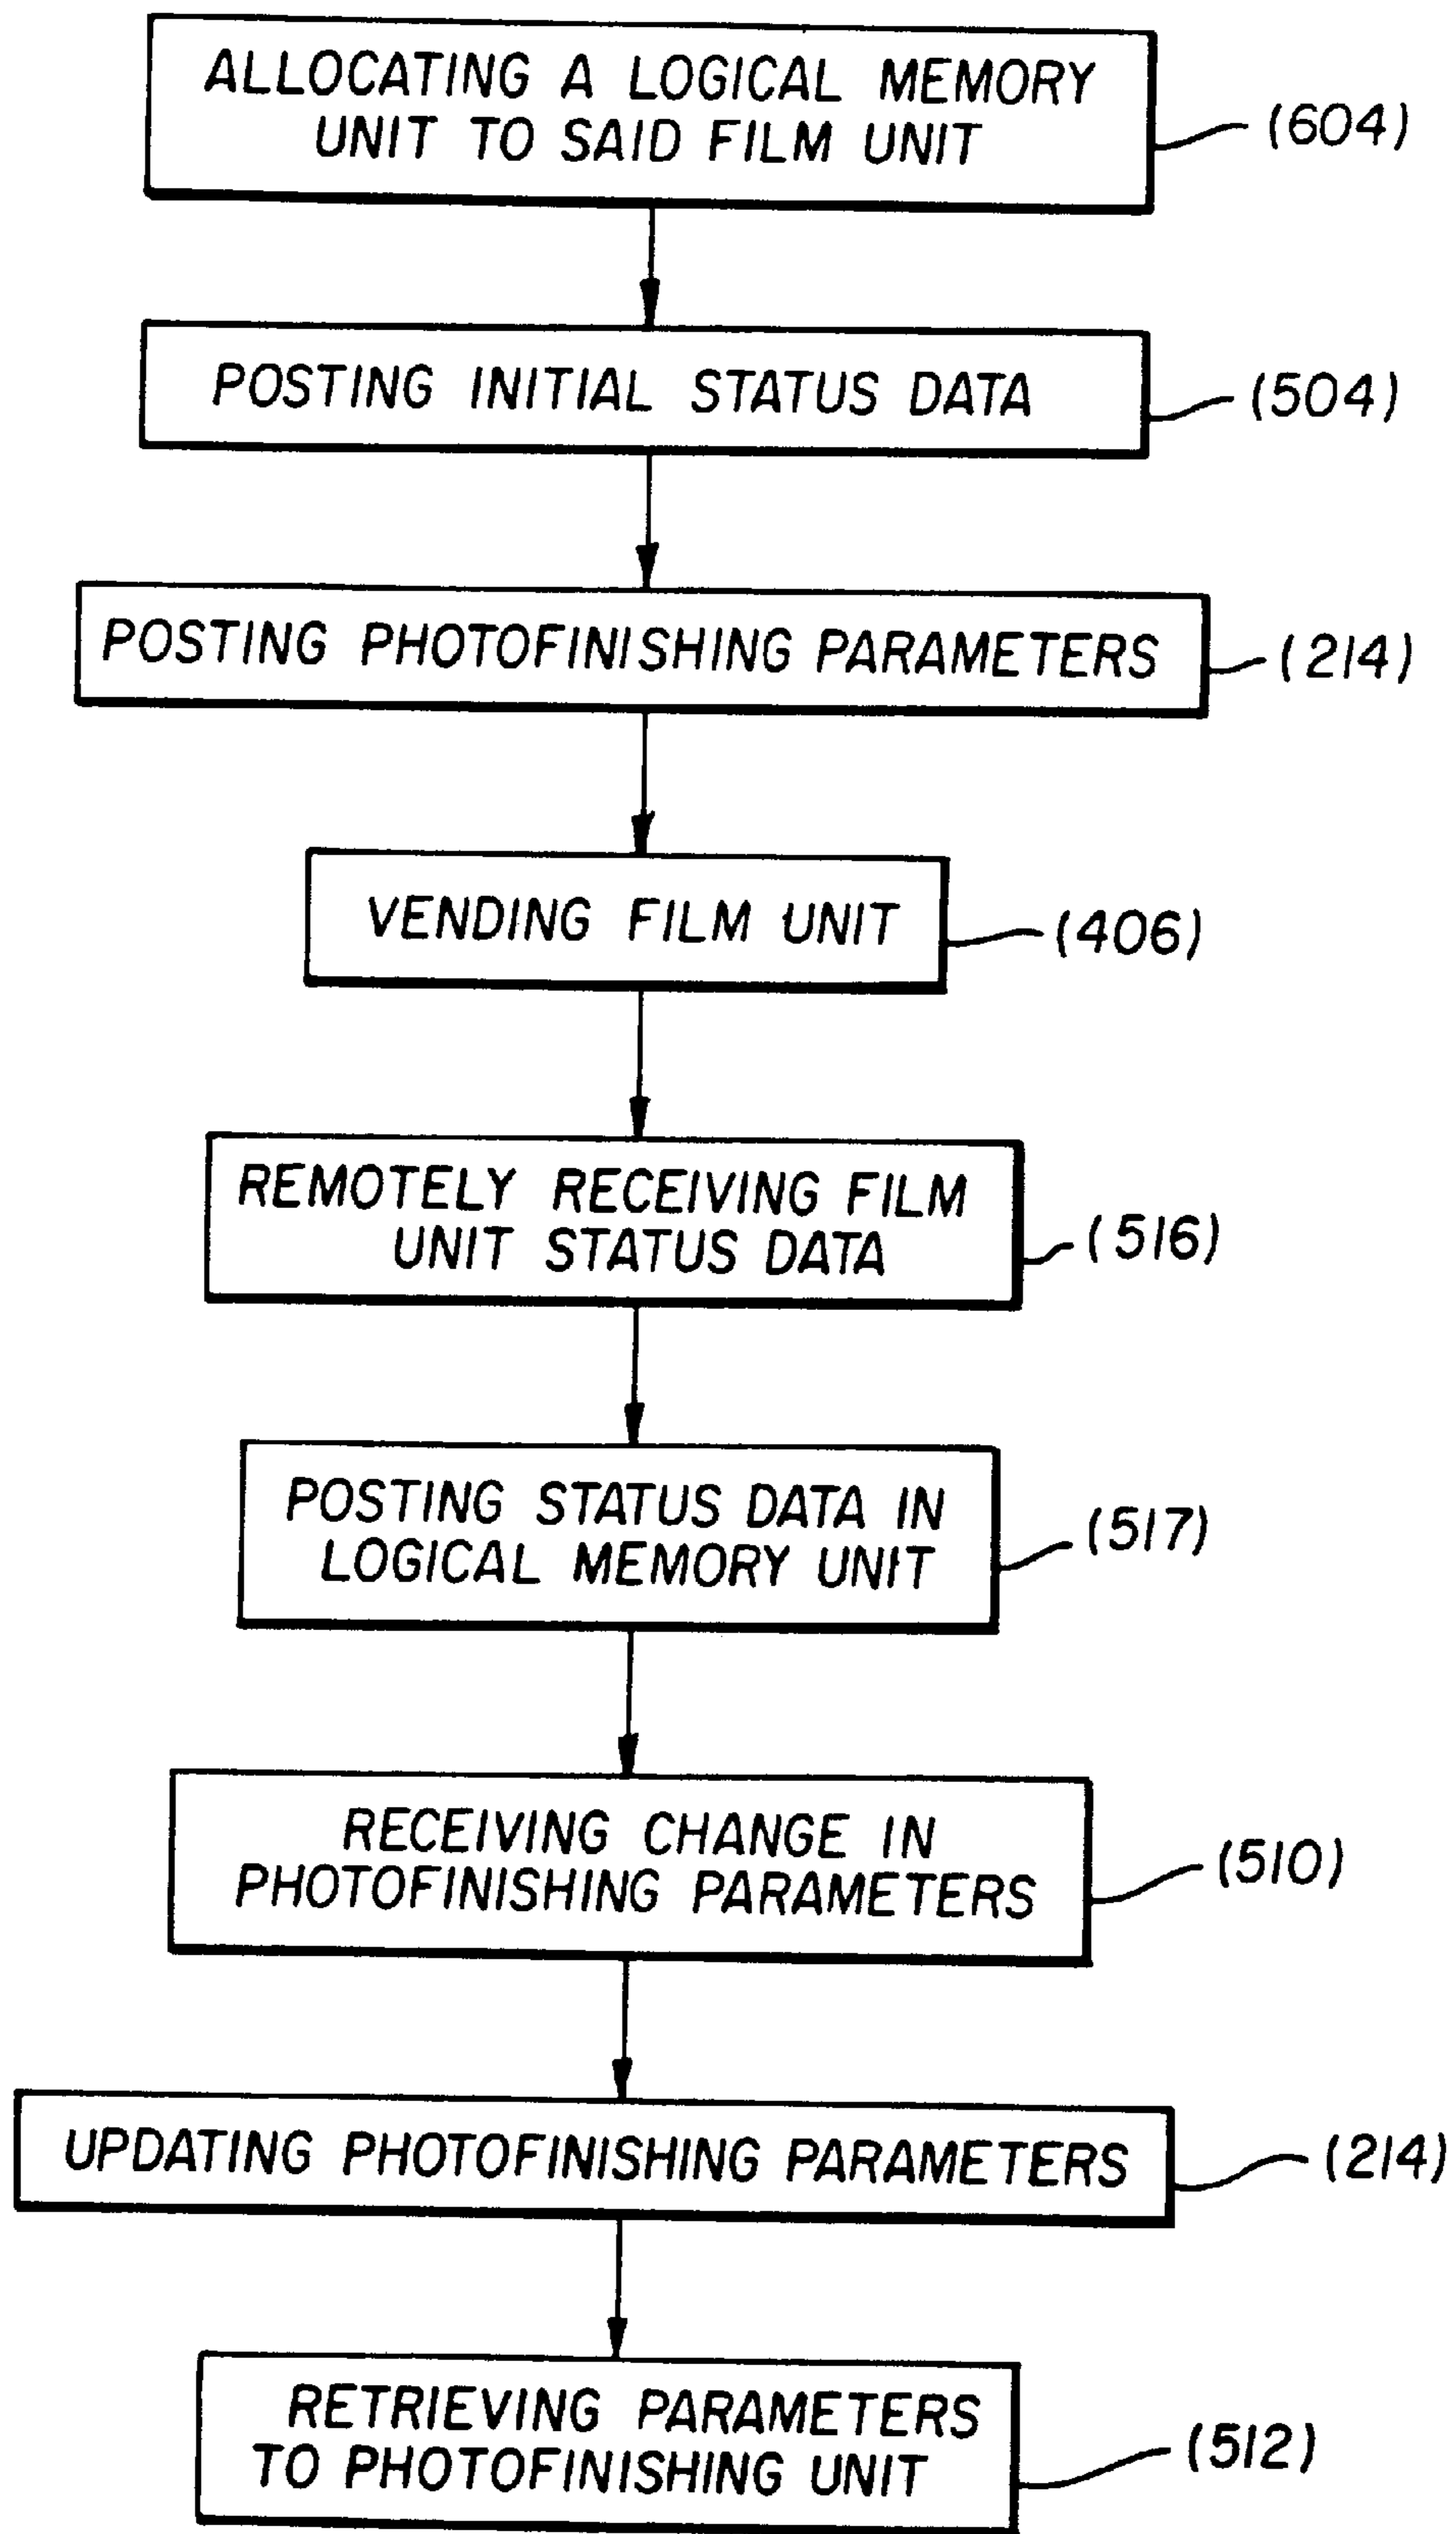 ALLOCATING A LOGICAL MEMORY
UNIT TO SAID FILM UNIT
(604)
POSTING INITIAL STATUS DATA
(504)
POSTING PHOTOFINISHING PARAMETERS
(214)
VENDING FILM UNIT
(406)
REMOTELY RECEIVING FILM
UNIT STATUS DATA
(516)
POSTING STATUS DATA IN
LOGICAL MEMORY UNIT
(517)
RECEIVING CHANGE IN
PHOTOFINISHING PARAMETERS
(510)
UPDATING PHOTOFINISHING PARAMETERS
(214)
RETRIEVING PARAMETERS
TO PHOTOFINISHING UNIT
(512)